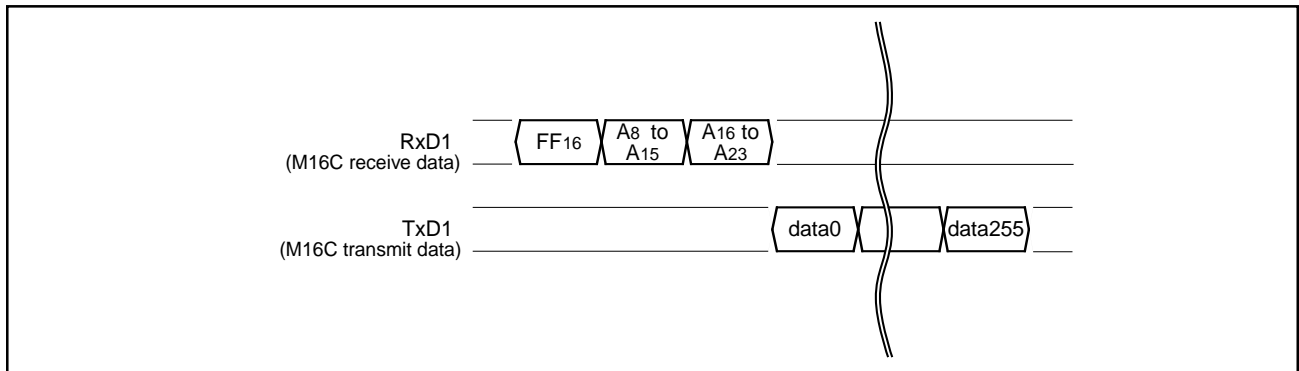 RxD1
(M16C receive data)
FF16
A8 to
A15
A16 to
A23
TxD1
(M16C transmit data)
data0
data255